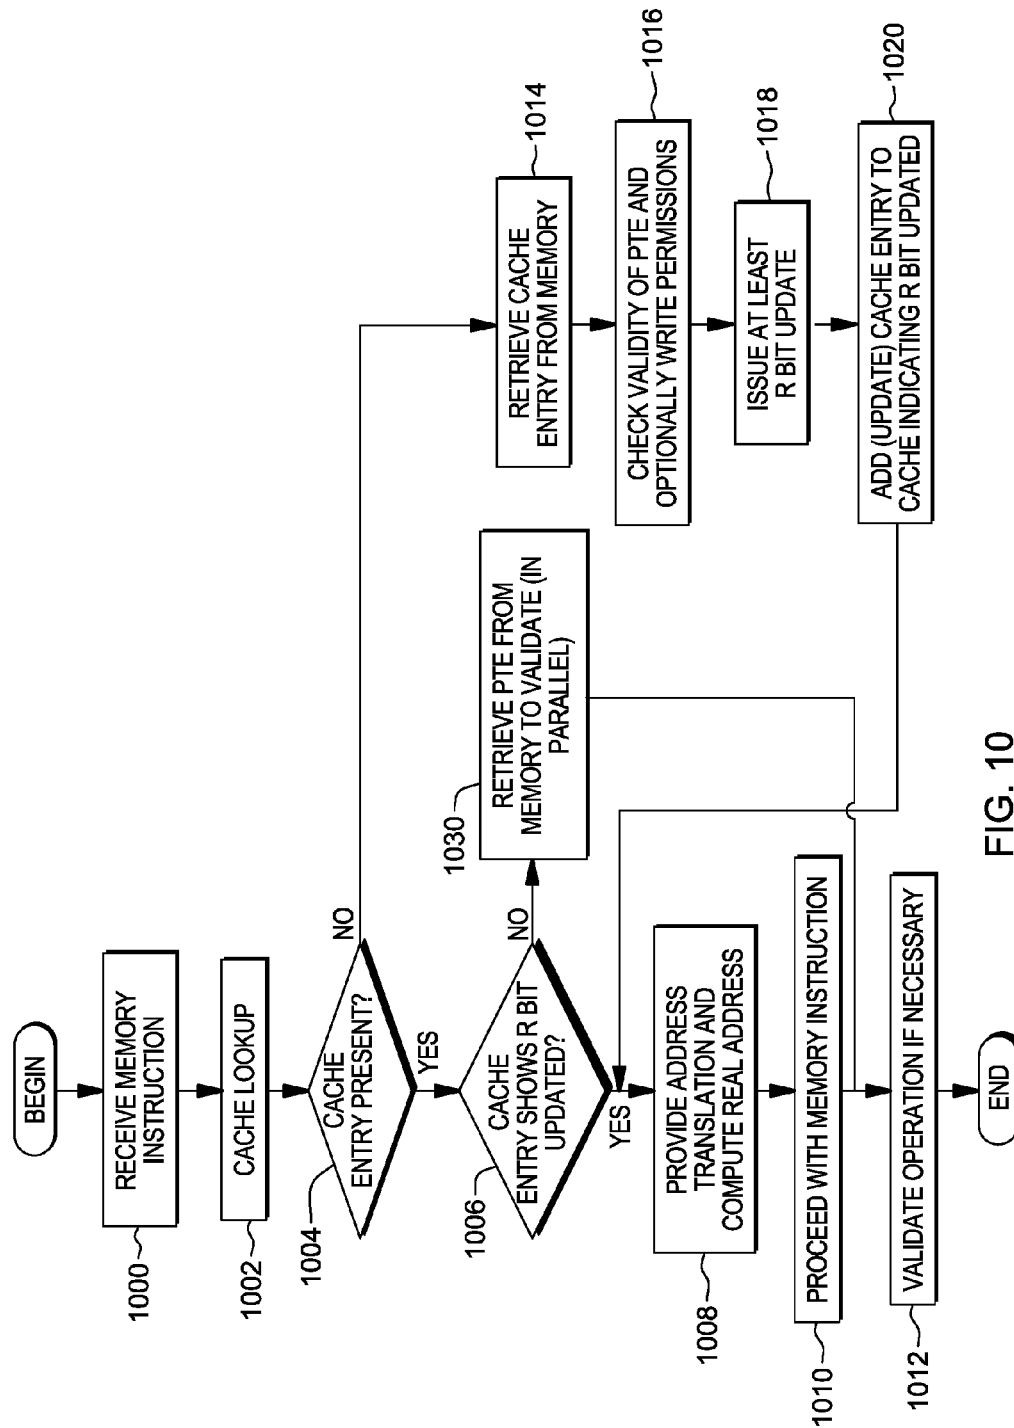 BEGIN
RECEIVE MEMORY
INSTRUCTION
1000
CACHE LOOKUP
1002
CACHE
ENTRY PRESENT?
1004
NO
YES
CACHE
ENTRY SHOWS R BIT
UPDATED?
1006
NO
YES
RETRIEVE PTE FROM
MEMORY TO VALIDATE (IN
PARALLEL)
1030
PROVIDE ADDRESS
TRANSLATION AND
COMPUTE REAL ADDRESS
1008
PROCEED WITH MEMORY INSTRUCTION
1010
VALIDATE OPERATION IF NECESSARY
1012
END
RETRIEVE CACHE
ENTRY FROM MEMORY
1014
CHECK VALIDITY OF PTE AND
OPTIONALLY WRITE PERMISSIONS
1016
ISSUE AT LEAST
R BIT UPDATE
1018
ADD (UPDATE) CACHE ENTRY TO
CACHE INDICATING R BIT UPDATED
1020
FIG. 10